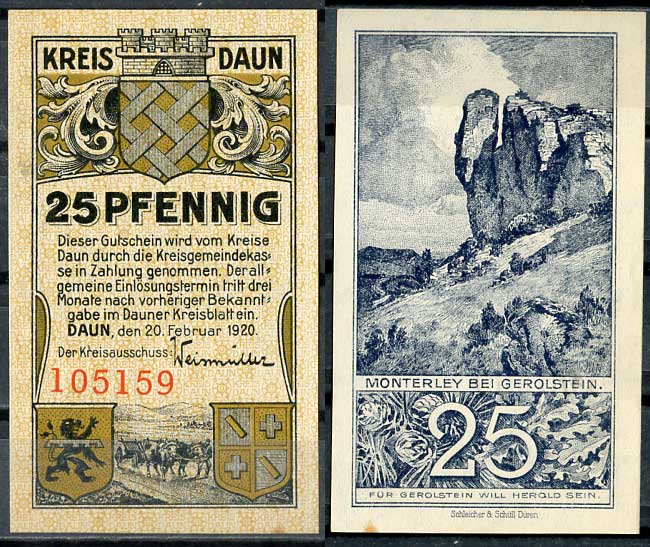 KREIS DAUN
25 PFENNIG
Dieser Gutschein wird vom Kreise
Daun durch die Kreisgemeindekas=
se in Zahlung genommen. Der all=
gemeine Einlösungstermin tritt drei
Monate nach vorheriger Bekannt=
gabe im Dauner Kreisblatt ein.
DAUN, den 20. Februar 1920.
Der Kreisausschuss: Weismüller
105159
MONTERLEY BEI GEROLSTEIN.
25
FÜR GEROLSTEIN WILL HEROLD SEIN.
Schleicher & Schüll Düren